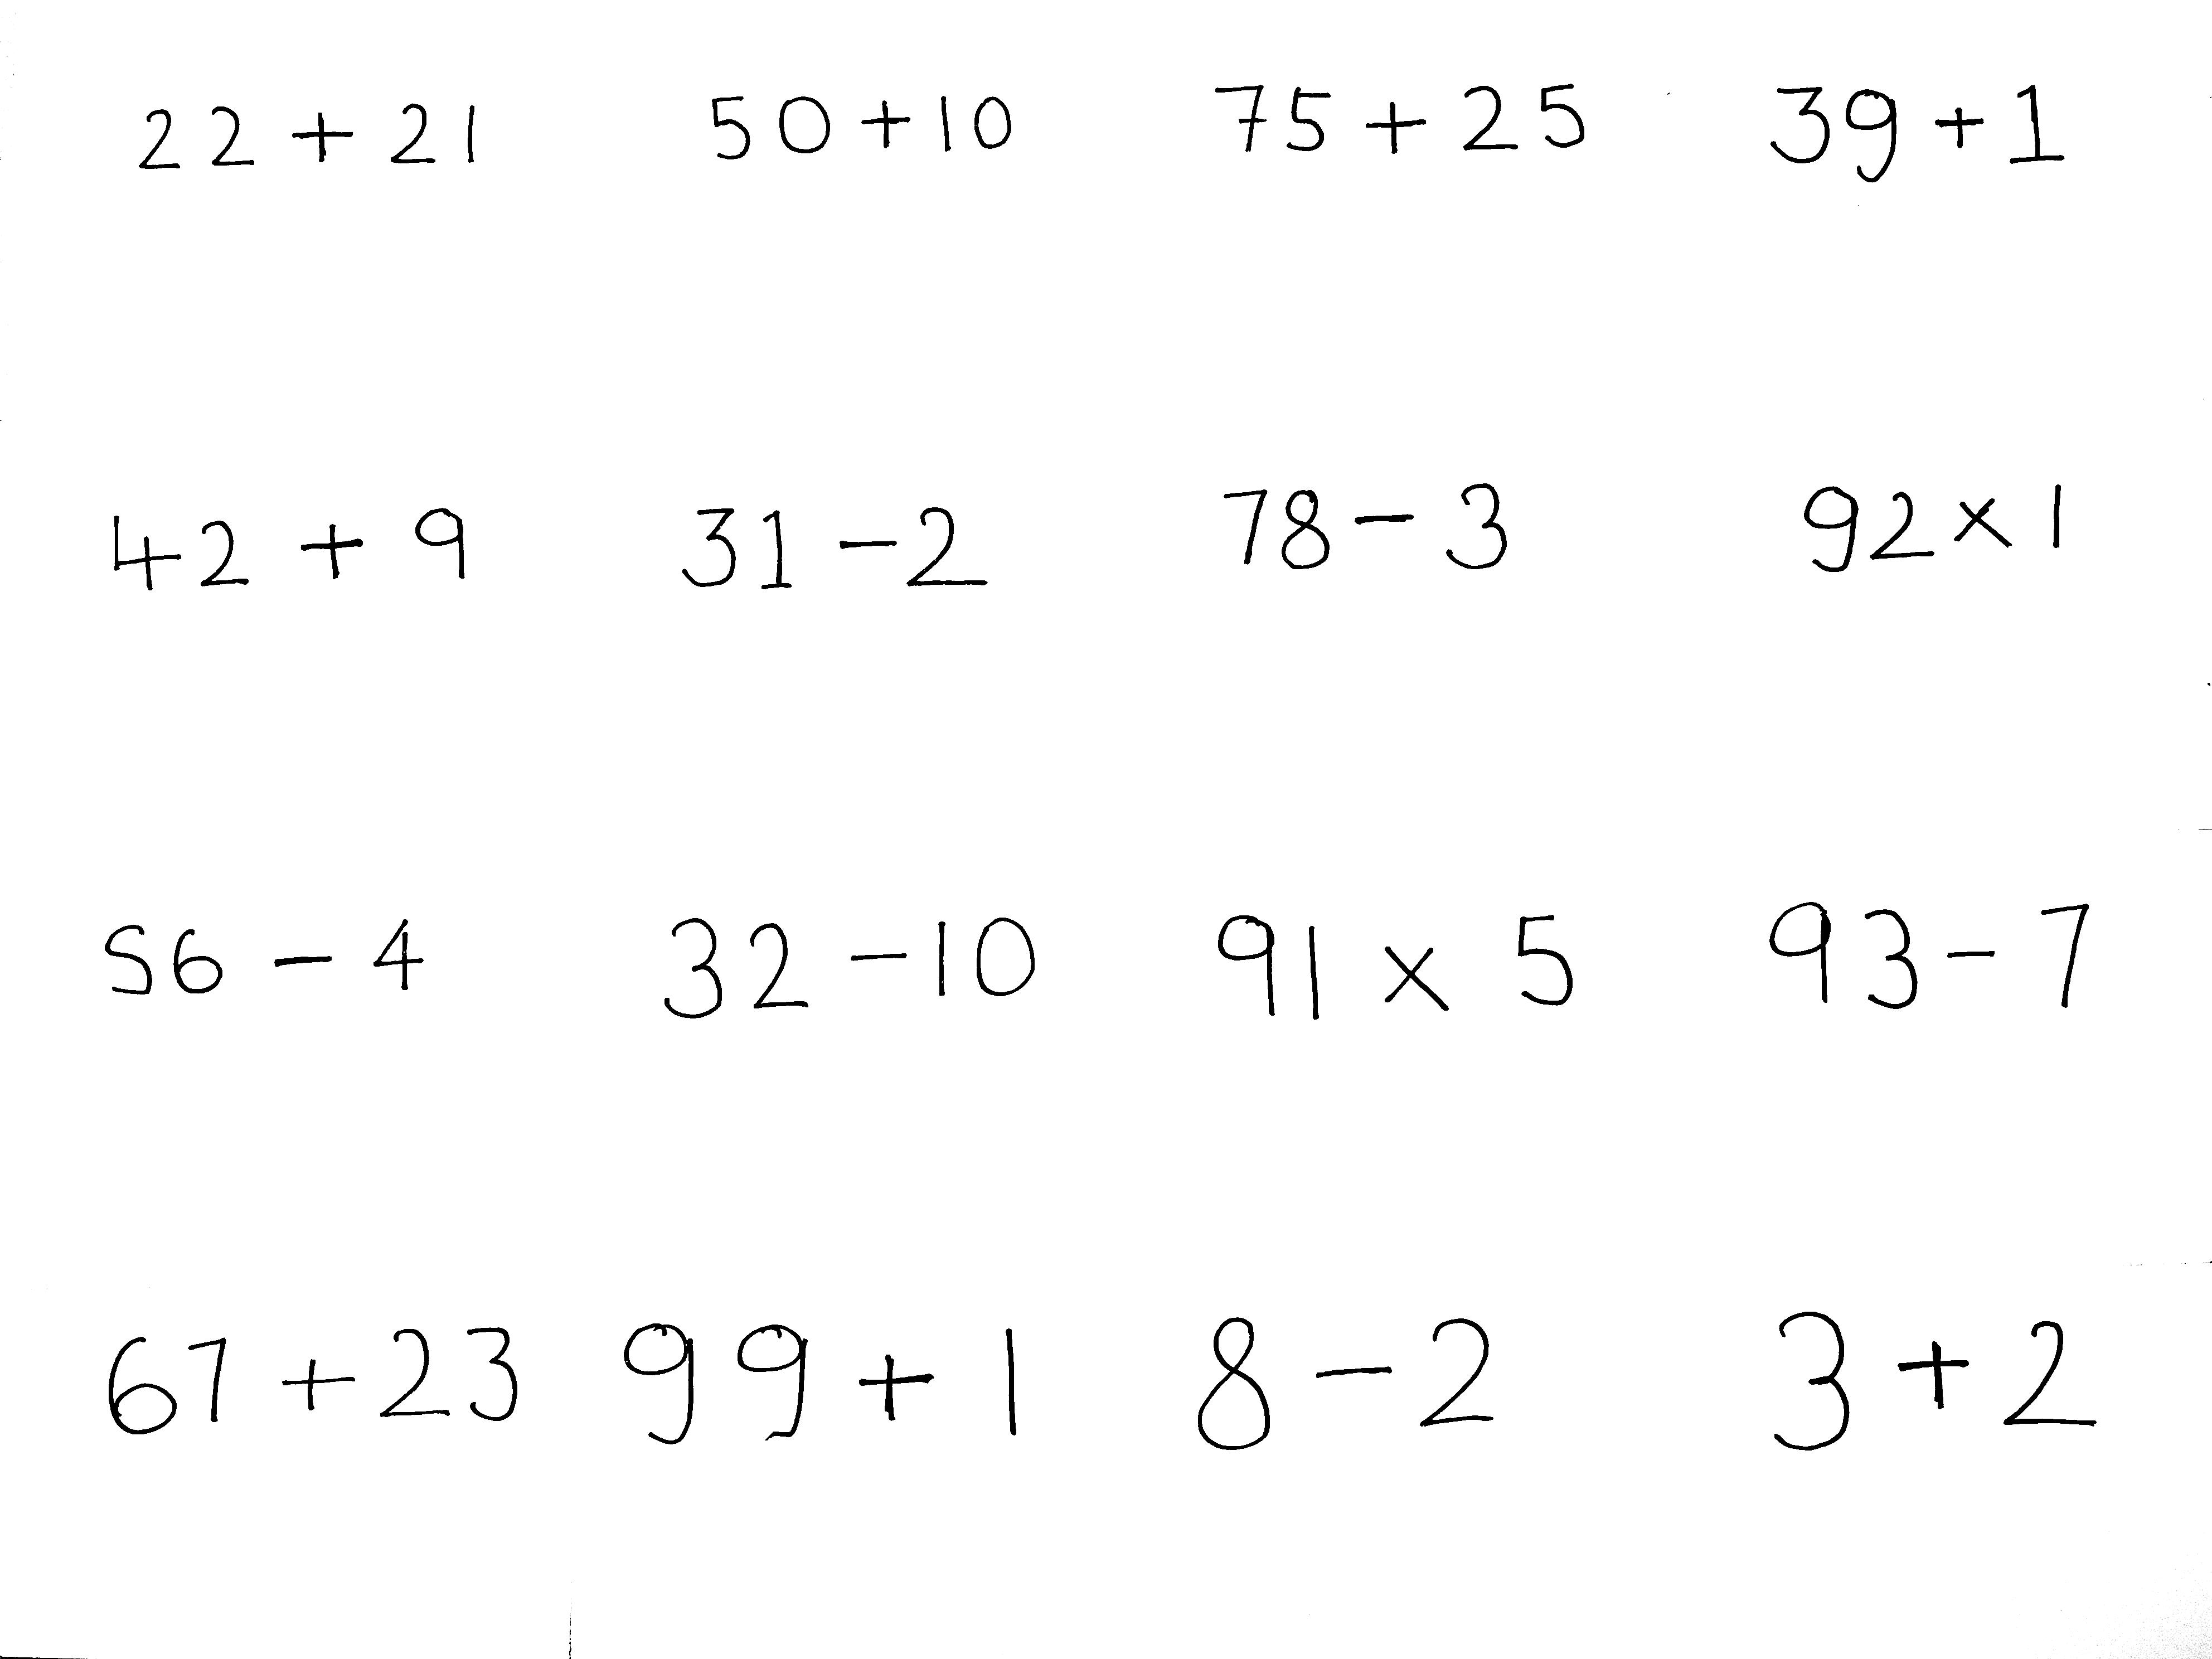 22 + 21 50 + 10 75 + 25 39 + 1
42 + 9 31 - 2 78 - 3 92 x 1
56 - 4 32 - 10 91 x 5 93 - 7
67 + 23 99 + 1 8 - 2 3 + 2